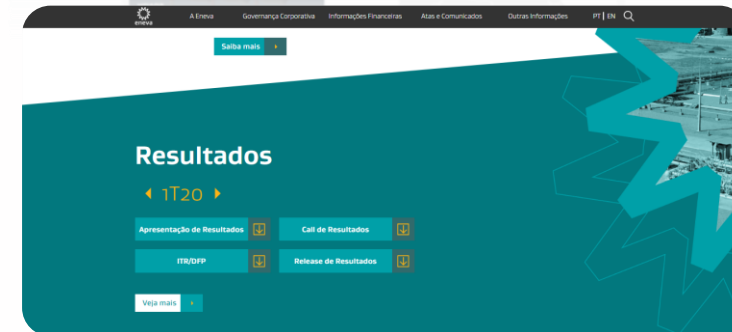 eneva
A Eneva Governança Corporativa Informações Financeiras Atas e Comunicados Outras Informações PT | EN
Saiba mais
Resultados
1T20
Apresentação de Resultados Call de Resultados
ITR/DFP Release de Resultados
Veja mais